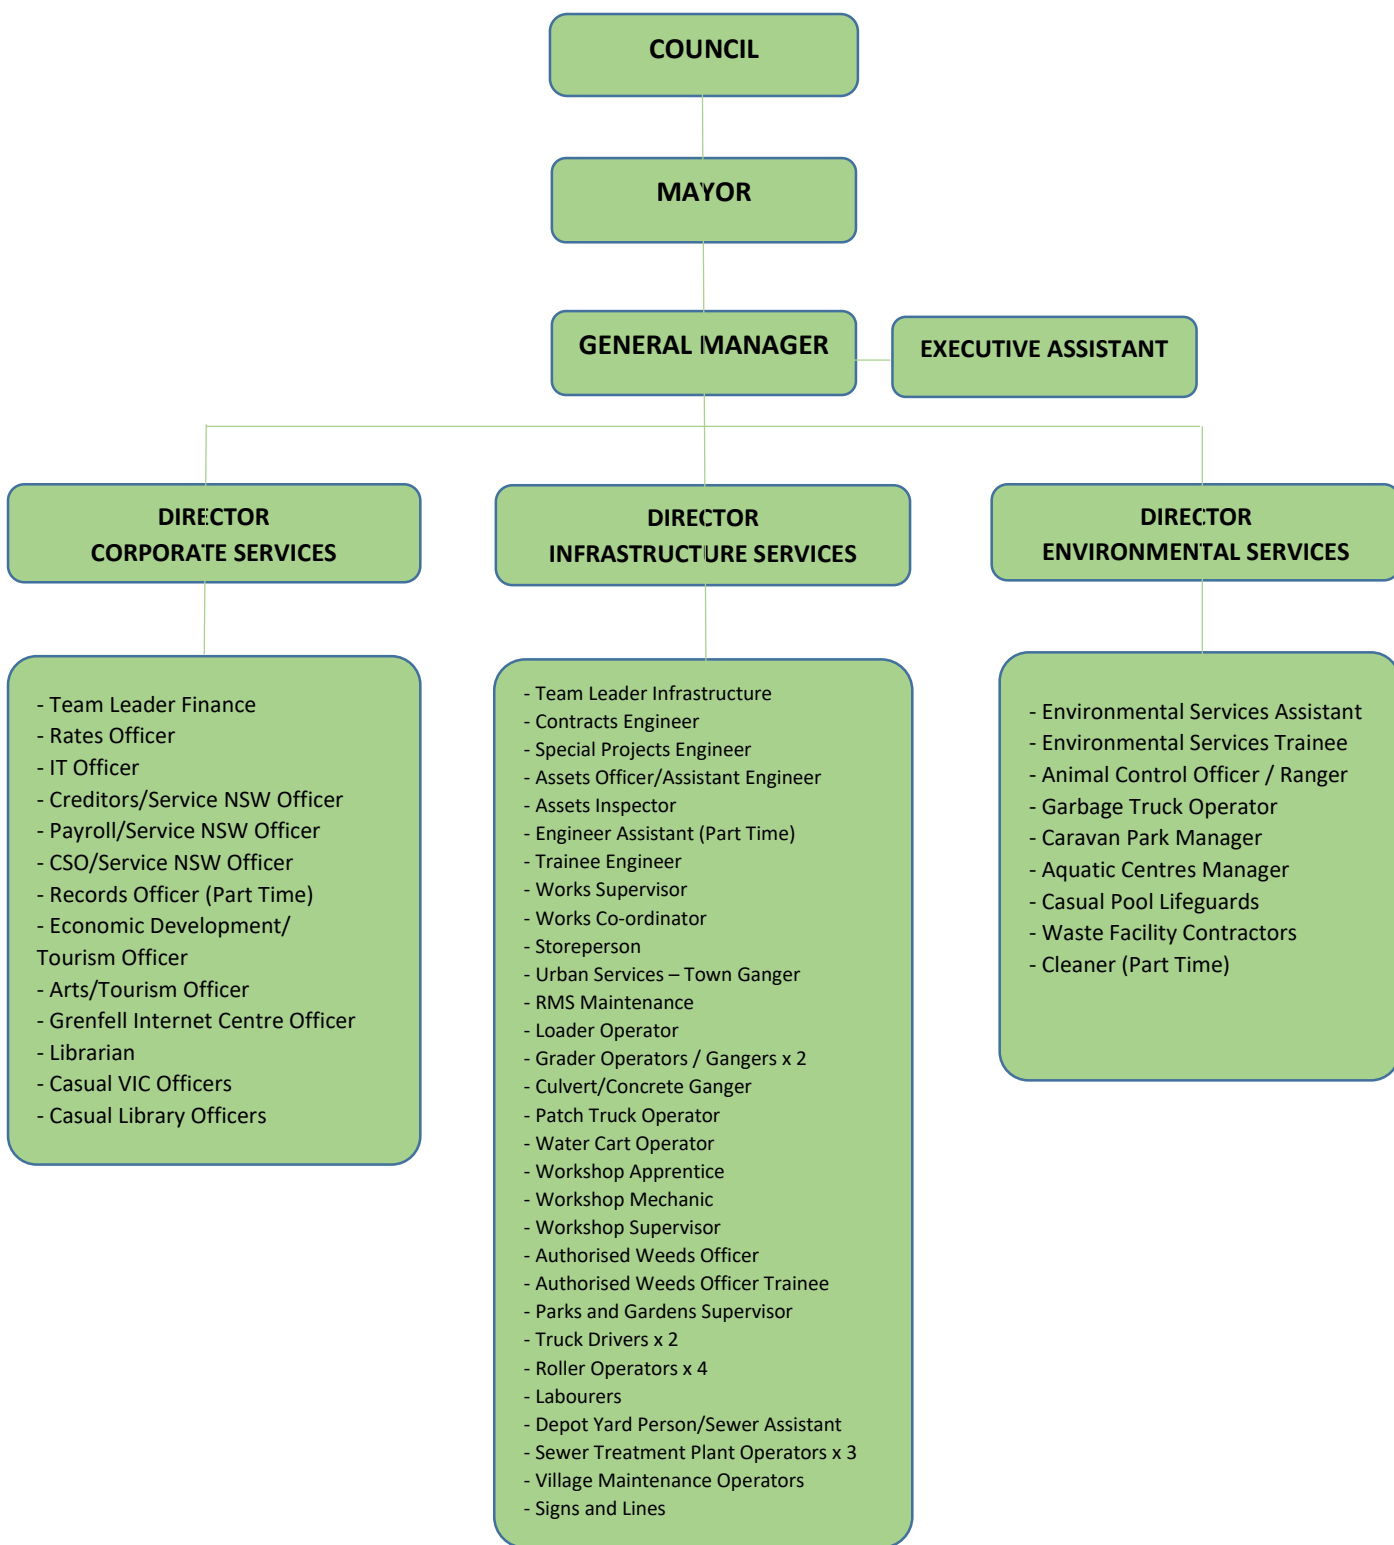 COUNCIL
MAYOR
GENERAL MANAGER
EXECUTIVE ASSISTANT
DIRECTOR
CORPORATE SERVICES
DIRECTOR
INFRASTRUCTURE SERVICES
DIRECTOR
ENVIRONMENTAL SERVICES
- Team Leader Finance
- Rates Officer
- IT Officer
- Creditors/Service NSW Officer
- Payroll/Service NSW Officer
- CSO/Service NSW Officer
- Records Officer (Part Time)
- Economic Development/
Tourism Officer
- Arts/Tourism Officer
- Grenfell Internet Centre Officer
- Librarian
- Casual VIC Officers
- Casual Library Officers
- Team Leader Infrastructure
- Contracts Engineer
- Special Projects Engineer
- Assets Officer/Assistant Engineer
- Assets Inspector
- Engineer Assistant (Part Time)
- Trainee Engineer
- Works Supervisor
- Works Co-ordinator
- Storeperson
- Urban Services – Town Ganger
- RMS Maintenance
- Loader Operator
- Grader Operators / Gangers x 2
- Culvert/Concrete Ganger
- Patch Truck Operator
- Water Cart Operator
- Workshop Apprentice
- Workshop Mechanic
- Workshop Supervisor
- Authorised Weeds Officer
- Authorised Weeds Officer Trainee
- Parks and Gardens Supervisor
- Truck Drivers x 2
- Roller Operators x 4
- Labourers
- Depot Yard Person/Sewer Assistant
- Sewer Treatment Plant Operators x 3
- Village Maintenance Operators
- Signs and Lines
- Environmental Services Assistant
- Environmental Services Trainee
- Animal Control Officer / Ranger
- Garbage Truck Operator
- Caravan Park Manager
- Aquatic Centres Manager
- Casual Pool Lifeguards
- Waste Facility Contractors
- Cleaner (Part Time)